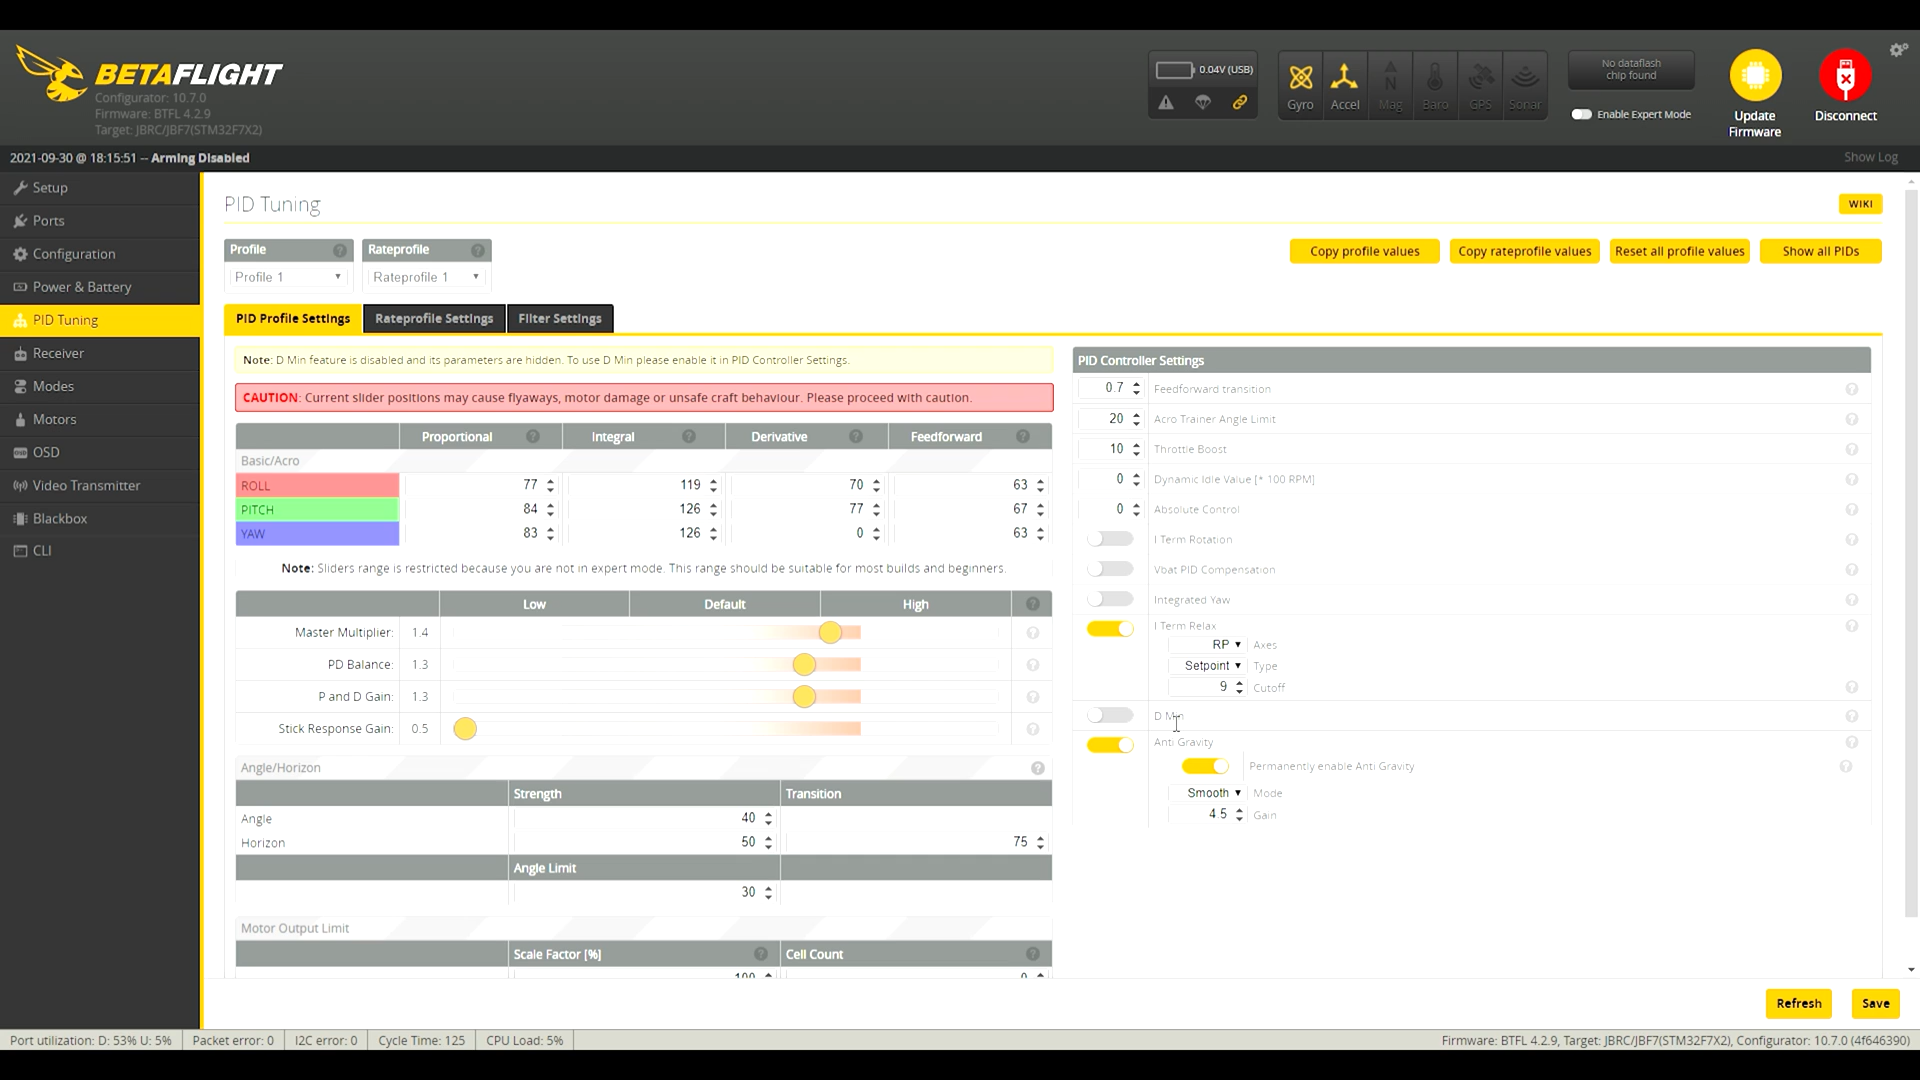 BETAFLIGHT
Configurator: 10.7.0
Firmware: BTFL 4.2.9
Target: JBRC/JBF7(STM32F7X2)
0.04V (USB)
Gyro
Accel
Mag
Baro
GPS
Sonar
No dataflash
chip found
Enable Expert Mode
Update
Firmware
Disconnect
2021-09-30 @ 18:15:51 -- Arming Disabled
Show Log
Setup
Ports
Configuration
Power & Battery
PID Tuning
Receiver
Modes
Motors
OSD
Video Transmitter
Blackbox
CLI
PID Tuning
WIKI
Profile
Rateprofile
Profile 1
Rateprofile 1
Copy profile values
Copy rateprofile values
Reset all profile values
Show all PIDs
PID Profile Settings
Rateprofile Settings
Filter Settings
Note: D Min feature is disabled and its parameters are hidden. To use D Min please enable it in PID Controller Settings.
CAUTION: Current slider positions may cause flyaways, motor damage or unsafe craft behaviour. Please proceed with caution.
Proportional Integral Derivative Feedforward
Basic/Acro
ROLL 77 119 70 63
PITCH 84 126 77 67
YAW 83 126 0 63
Note: Sliders range is restricted because you are not in expert mode. This range should be suitable for most builds and beginners.
Low Default High
Master Multiplier: 1.4
PD Balance: 1.3
P and D Gain: 1.3
Stick Response Gain: 0.5
Angle/Horizon
Strength Transition
Angle 40
Horizon 50 75
Angle Limit
30
Motor Output Limit
Scale Factor [%] Cell Count
100 0
PID Controller Settings
0.7 Feedforward transition
20 Acro Trainer Angle Limit
10 Throttle Boost
0 Dynamic Idle Value [* 100 RPM]
0 Absolute Control
I Term Rotation
Vbat PID Compensation
Integrated Yaw
I Term Relax
RP Axes
Setpoint Type
9 Cutoff
D Min
Anti Gravity
Permanently enable Anti Gravity
Smooth Mode
4.5 Gain
Refresh
Save
Port utilization: D: 53% U: 5%
Packet error: 0
I2C error: 0
Cycle Time: 125
CPU Load: 5%
Firmware: BTFL 4.2.9, Target: JBRC/JBF7(STM32F7X2), Configurator: 10.7.0 (4f646390)